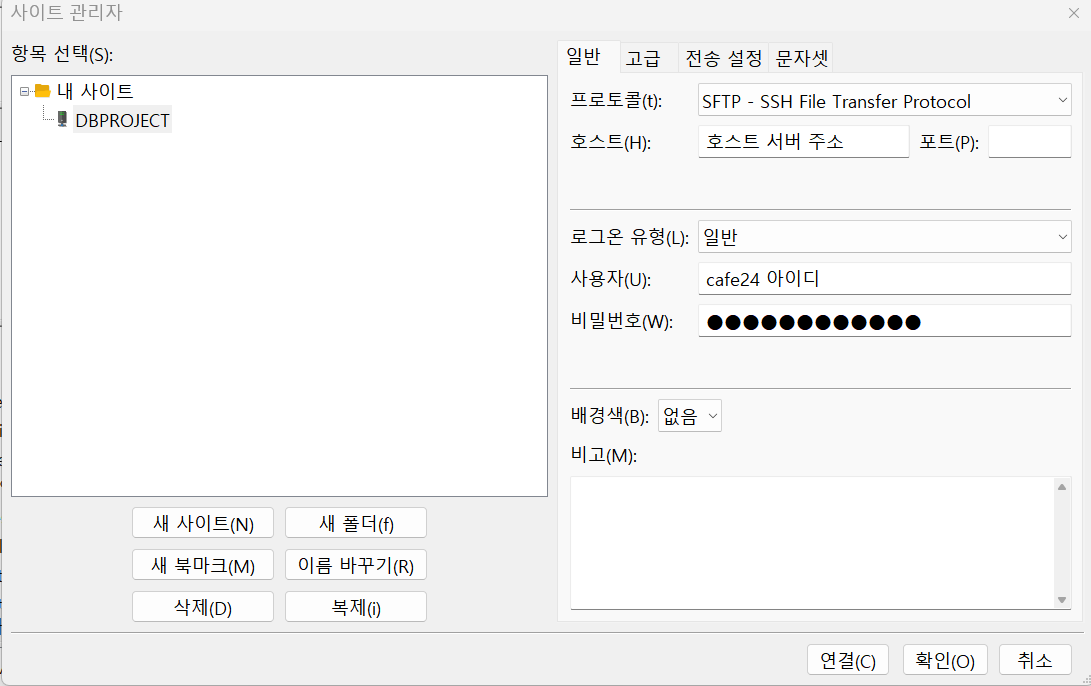 사이트 관리자
항목 선택(S):
내 사이트
DBPROJECT
새 사이트(N) 새 폴더(f)
새 북마크(M) 이름 바꾸기(R)
삭제(D) 복제(i)
일반 고급 전송 설정 문자셋
프로토콜(t): SFTP - SSH File Transfer Protocol
호스트(H): 호스트 서버 주소 포트(P):
로그온 유형(L): 일반
사용자(U): cafe24 아이디
비밀번호(W): ●●●●●●●●●●●●
배경색(B): 없음
비고(M):
연결(C) 확인(O) 취소